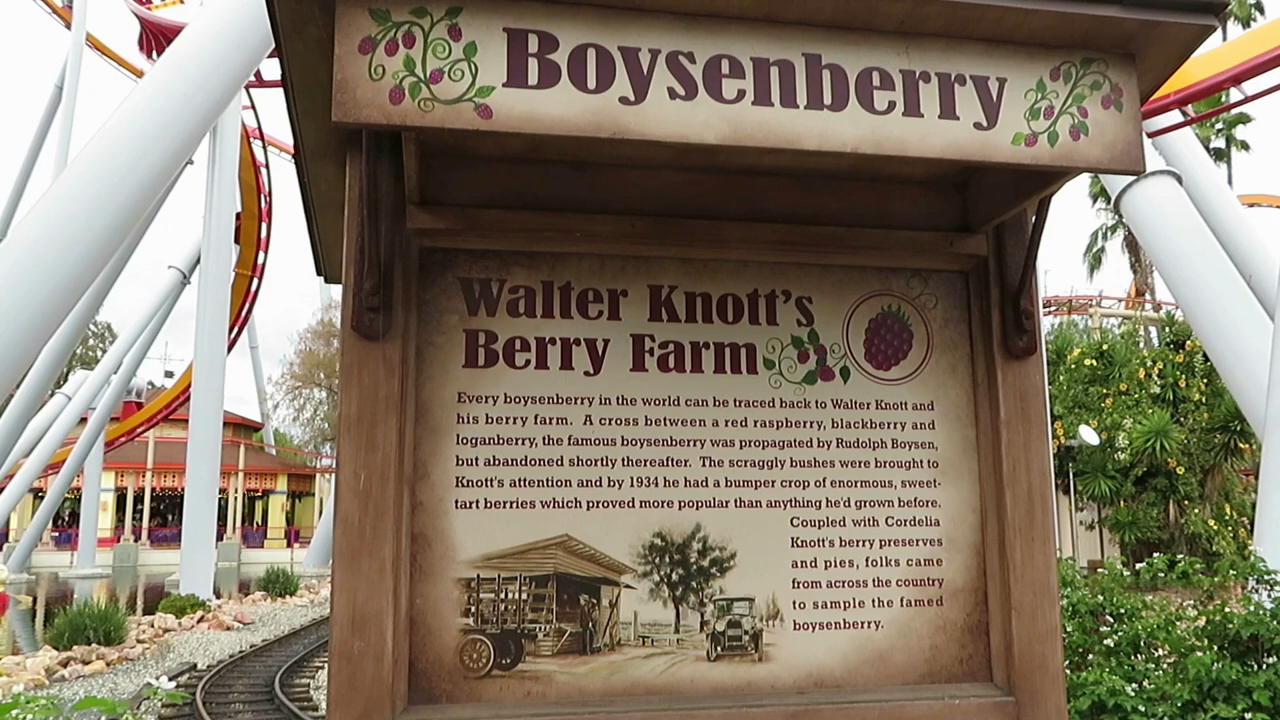 Boysenberry
Walter Knott's
Berry Farm
Every boysenberry in the world can be traced back to Walter Knott and
his berry farm. A cross between a red raspberry, blackberry and
loganberry, the famous boysenberry was propagated by Rudolph Boysen,
but abandoned shortly thereafter. The scraggly bushes were brought to
Knott's attention and by 1934 he had a bumper crop of enormous, sweet-
tart berries which proved more popular than anything he'd grown before.
Coupled with Cordelia
Knott's berry preserves
and pies, folks came
from across the country
to sample the famed
boysenberry.